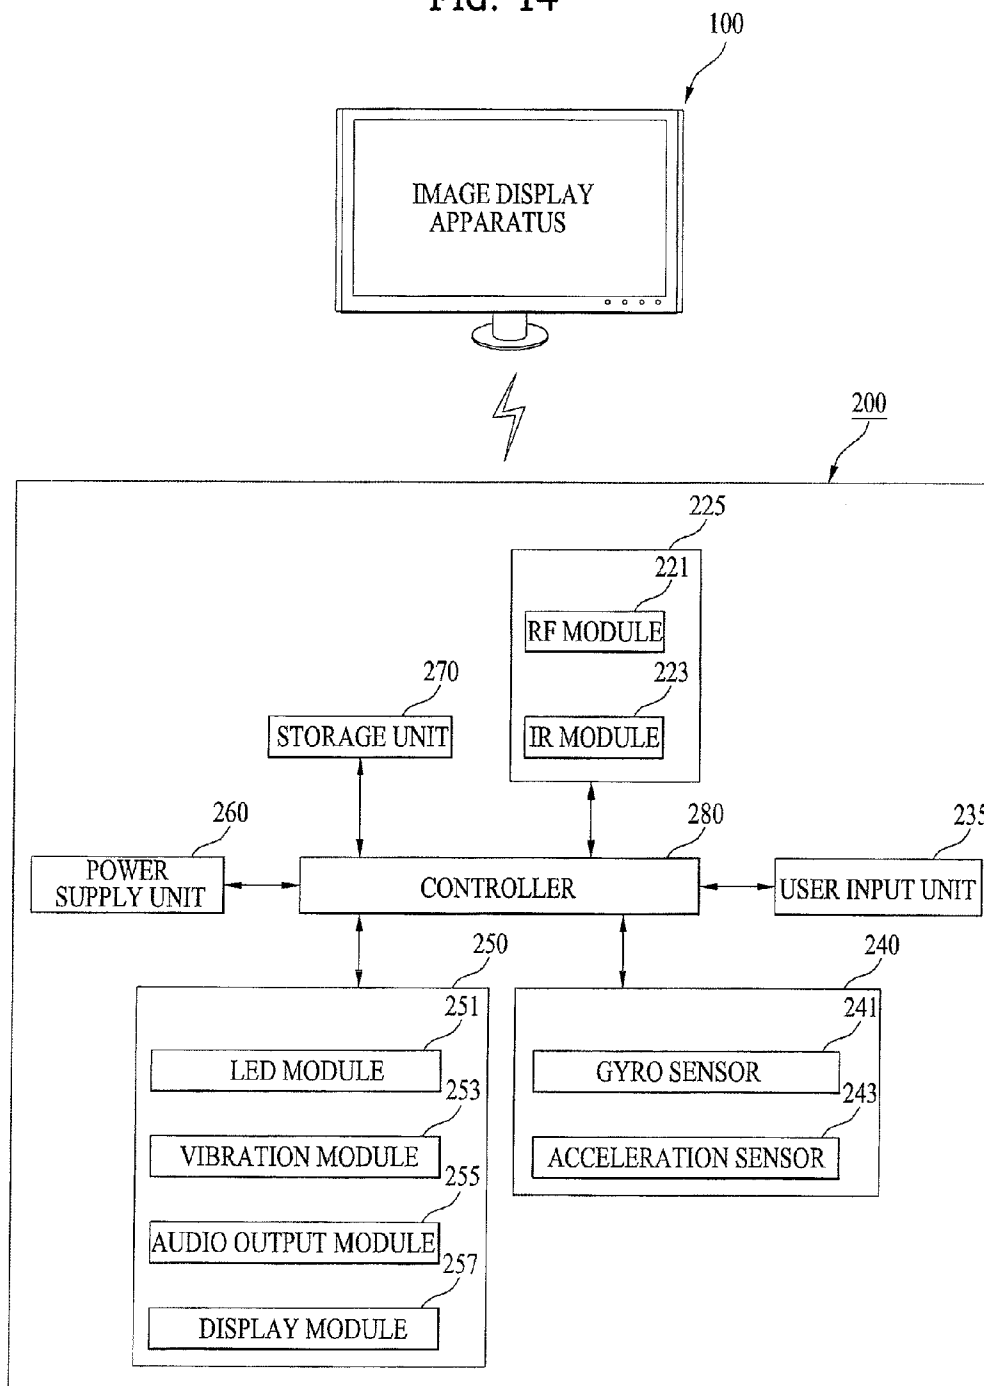 FIG. 14
100
IMAGE DISPLAY
APPARATUS
200
225
221
RF MODULE
270
223
STORAGE UNIT
IR MODULE
260
280
235
POWER
SUPPLY UNIT
CONTROLLER
USER INPUT UNIT
250
240
251
241
LED MODULE
GYRO SENSOR
253
243
VIBRATION MODULE
ACCELERATION SENSOR
255
AUDIO OUTPUT MODULE
257
DISPLAY MODULE